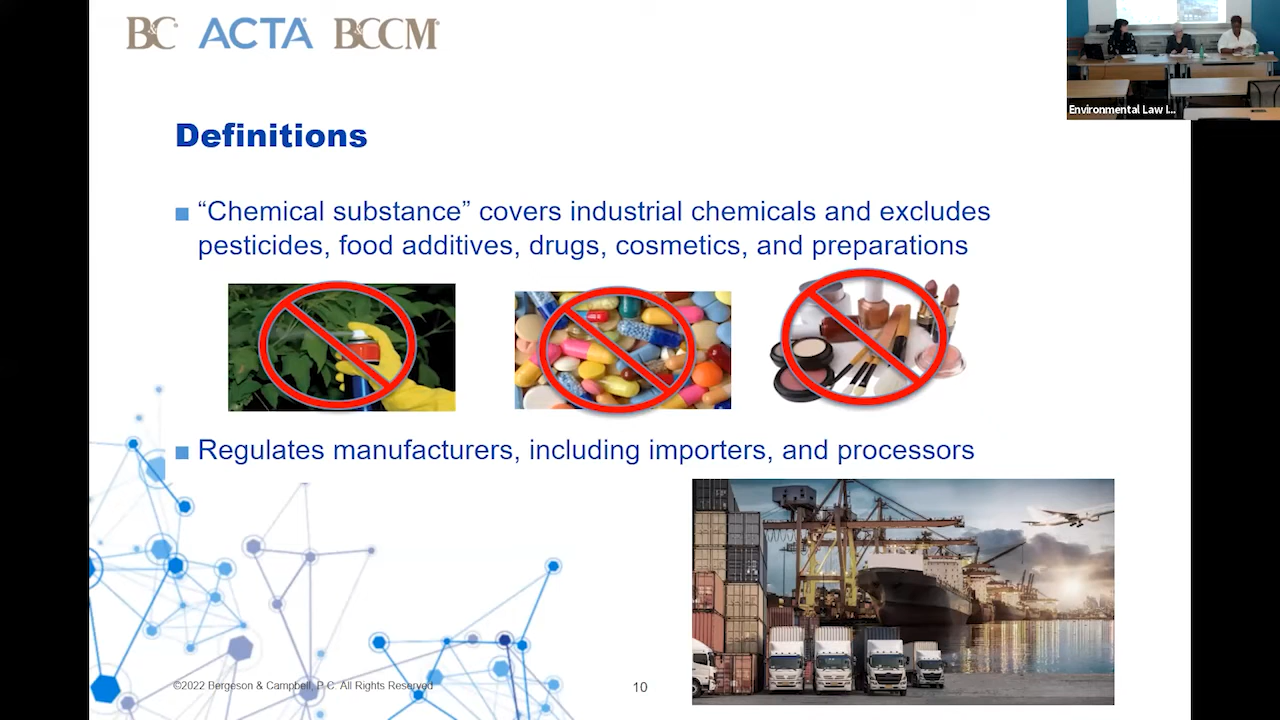 B&C® ACTA® BCCM®
Environmental Law I...
Definitions
“Chemical substance” covers industrial chemicals and excludes
pesticides, food additives, drugs, cosmetics, and preparations
Regulates manufacturers, including importers, and processors
©2022 Bergeson & Campbell, P.C. All Rights Reserved
10